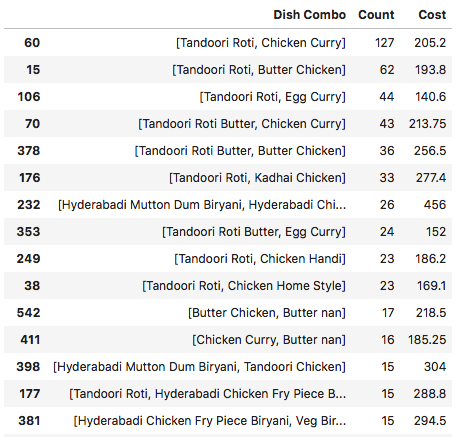 Dish Combo Count Cost
60 [Tandoori Roti, Chicken Curry] 127 205.2
15 [Tandoori Roti, Butter Chicken] 62 193.8
106 [Tandoori Roti, Egg Curry] 44 140.6
70 [Tandoori Roti Butter, Chicken Curry] 43 213.75
378 [Tandoori Roti Butter, Butter Chicken] 36 256.5
176 [Tandoori Roti, Kadhai Chicken] 33 277.4
232 [Hyderabadi Mutton Dum Biryani, Hyderabadi Chi... 26 456
353 [Tandoori Roti Butter, Egg Curry] 24 152
249 [Tandoori Roti, Chicken Handi] 23 186.2
38 [Tandoori Roti, Chicken Home Style] 23 169.1
542 [Butter Chicken, Butter nan] 17 218.5
411 [Chicken Curry, Butter nan] 16 185.25
398 [Hyderabadi Mutton Dum Biryani, Tandoori Chicken] 15 304
177 [Tandoori Roti, Hyderabadi Chicken Fry Piece B... 15 288.8
381 [Hyderabadi Chicken Fry Piece Biryani, Veg Bir... 15 294.5